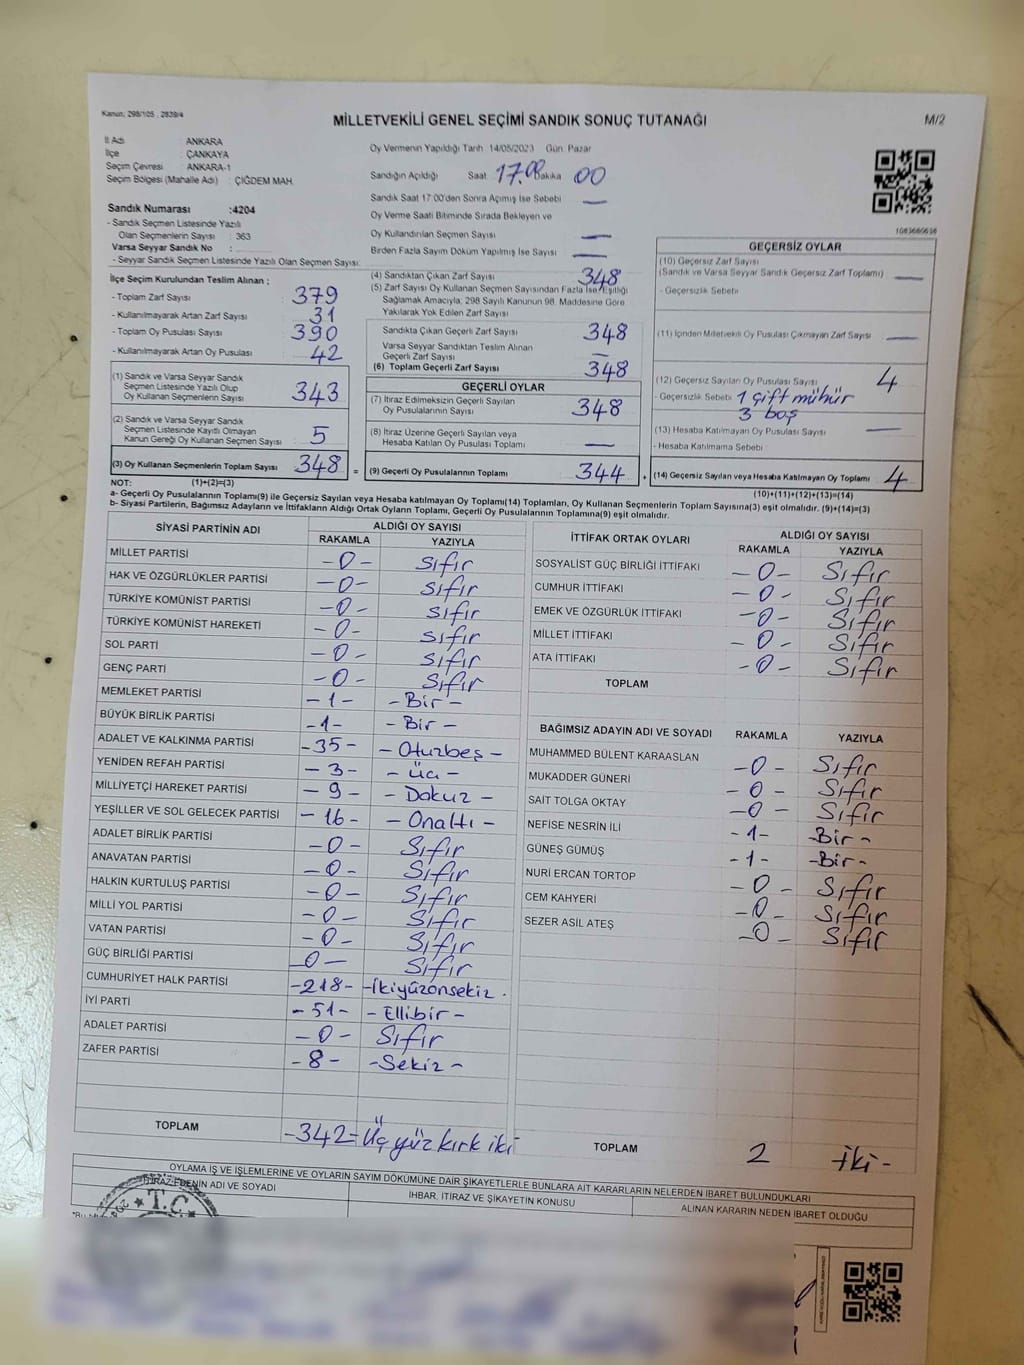 Kanun, 298/105 , 2839/4
MİLLETVEKİLİ GENEL SEÇİMİ SANDIK SONUÇ TUTANAĞI
M/2
İl Adı : ANKARA
İlçe : ÇANKAYA
Seçim Çevresi : ANKARA-1
Seçim Bölgesi (Mahalle Adı) : ÇİĞDEM MAH.
Sandık Numarası :4204
- Sandık Seçmen Listesinde Yazılı
Olan Seçmenlerin Sayısı : 363
Varsa Seyyar Sandık No :
- Seyyar Sandık Seçmen Listesinde Yazılı Olan Seçmen Sayısı:
Oy Vermenin Yapıldığı Tarih 14/05/2023 Gün Pazar
Sandığın Açıldığı Saat 17.00 Dakika 00
Sandık Saat 17:00'den Sonra Açılmış İse Sebebi —
Oy Verme Saati Bitiminde Sırada Bekleyen ve
Oy Kullandırılan Seçmen Sayısı —
Birden Fazla Sayım Döküm Yapılmış İse Sayısı —
İlçe Seçim Kurulundan Teslim Alınan :
- Toplam Zarf Sayısı : 379
- Kullanılmayarak Artan Zarf Sayısı : 31
- Toplam Oy Pusulası Sayısı : 390
- Kullanılmayarak Artan Oy Pusulası : 42
(1) Sandık ve Varsa Seyyar Sandık
Seçmen Listesinde Yazılı Olup
Oy Kullanan Seçmenlerin Sayısı : 343
(2) Sandık ve Varsa Seyyar Sandık
Seçmen Listesinde Kayıtlı Olmayan
Kanun Gereği Oy Kullanan Seçmen Sayısı : 5
(3) Oy Kullanan Seçmenlerin Toplam Sayısı : 348 =
(4) Sandıktan Çıkan Zarf Sayısı 348
(5) Zarf Sayısı Oy Kullanan Seçmen Sayısından Fazla İse Eşitliği
Sağlamak Amacıyla, 298 Sayılı Kanunun 98. Maddesine Göre
Yakılarak Yok Edilen Zarf Sayısı
Sandıkta Çıkan Geçerli Zarf Sayısı 348
Varsa Seyyar Sandıktan Teslim Alınan
Geçerli Zarf Sayısı —
(6) Toplam Geçerli Zarf Sayısı 348
GEÇERLİ OYLAR
(7) İtiraz Edilmeksizin Geçerli Sayılan
Oy Pusulalarının Sayısı 348
(8) İtiraz Üzerine Geçerli Sayılan veya
Hesaba Katılan Oy Pusulası Toplamı —
(9) Geçerli Oy Pusulalarının Toplamı 344 +
1083680698
GEÇERSİZ OYLAR
(10) Geçersiz Zarf Sayısı
(Sandık ve Varsa Seyyar Sandık Geçersiz Zarf Toplamı) —
- Geçersizlik Sebebi
(11) İçinden Milletvekili Oy Pusulası Çıkmayan Zarf Sayısı —
(12) Geçersiz Sayılan Oy Pusulası Sayısı 4
- Geçersizlik Sebebi 1 çift mühür
3 boş
(13) Hesaba Katılmayan Oy Pusulası Sayısı —
- Hesaba Katılmama Sebebi
(14) Geçersiz Sayılan veya Hesaba Katılmayan Oy Toplamı 4
NOT: (1)+(2)=(3)
(10)+(11)+(12)+(13)=(14)
a- Geçerli Oy Pusulalarının Toplamı(9) ile Geçersiz Sayılan veya Hesaba katılmayan Oy Toplamı(14) Toplamları, Oy Kullanan Seçmenlerin Toplam Sayısına(3) eşit olmalıdır. (9)+(14)=(3)
b- Siyasi Partilerin, Bağımsız Adayların ve İttifakların Aldığı Ortak Oyların Toplamı, Geçerli Oy Pusulalarının Toplamına(9) eşit olmalıdır.
SİYASİ PARTİNİN ADI ALDIĞI OY SAYISI
RAKAMLA YAZIYLA
MİLLET PARTİSİ -0- Sıfır
HAK VE ÖZGÜRLÜKLER PARTİSİ -0- Sıfır
TÜRKİYE KOMÜNİST PARTİSİ -0- Sıfır
TÜRKİYE KOMÜNİST HAREKETİ -0- Sıfır
SOL PARTİ -0- Sıfır
GENÇ PARTİ -0- Sıfır
MEMLEKET PARTİSİ -1- -Bir-
BÜYÜK BİRLİK PARTİSİ -1- -Bir-
ADALET VE KALKINMA PARTİSİ -35- -Otuzbeş-
YENİDEN REFAH PARTİSİ -3- -Üç-
MİLLİYETÇİ HAREKET PARTİSİ -9- -Dokuz-
YEŞİLLER VE SOL GELECEK PARTİSİ -16- -Onaltı-
ADALET BİRLİK PARTİSİ -0- Sıfır
ANAVATAN PARTİSİ -0- Sıfır
HALKIN KURTULUŞ PARTİSİ -0- Sıfır
MİLLİ YOL PARTİSİ -0- Sıfır
VATAN PARTİSİ -0- Sıfır
GÜÇ BİRLİĞİ PARTİSİ -0- Sıfır
CUMHURİYET HALK PARTİSİ -218- -İkiyüzonsekiz.
İYİ PARTİ -51- -Ellibir-
ADALET PARTİSİ -0- Sıfır
ZAFER PARTİSİ -8- -Sekiz-
TOPLAM -342- Üçyüz kırk iki
İTTİFAK ORTAK OYLARI ALDIĞI OY SAYISI
RAKAMLA YAZIYLA
SOSYALİST GÜÇ BİRLİĞİ İTTİFAKI -0- Sıfır
CUMHUR İTTİFAKI -0- Sıfır
EMEK VE ÖZGÜRLÜK İTTİFAKI -0- Sıfır
MİLLET İTTİFAKI -0- Sıfır
ATA İTTİFAKI -0- Sıfır
TOPLAM
BAĞIMSIZ ADAYIN ADI VE SOYADI RAKAMLA YAZIYLA
MUHAMMED BÜLENT KARAASLAN -0- Sıfır
MUKADDER GÜNERİ -0- Sıfır
SAİT TOLGA OKTAY -0- Sıfır
NEFİSE NESRİN İLİ -1- -Bir-
GÜNEŞ GÜMÜŞ -1- -Bir-
NURİ ERCAN TORTOP -0- Sıfır
CEM KAHYERİ -0- Sıfır
SEZER ASİL ATEŞ -0- Sıfır
TOPLAM 2 İki-
OYLAMA İŞ VE İŞLEMLERİNE VE OYLARIN SAYIM DÖKÜMÜNE DAİR ŞİKAYETLERLE BUNLARA AİT KARARLARIN NELERDEN İBARET BULUNDUKLARI
İTİRAZ EDENİN ADI VE SOYADI İHBAR, İTİRAZ VE ŞİKAYETİN KONUSU ALINAN KARARIN NEDEN İBARET OLDUĞU
T.C